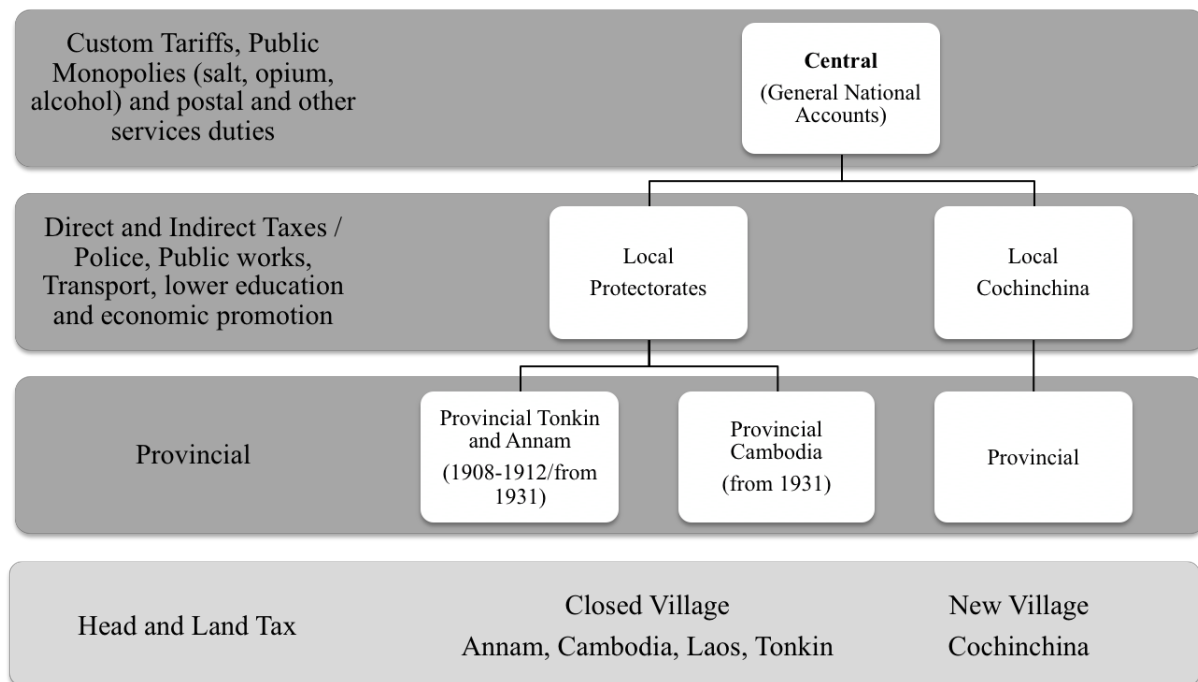 Custom Tariffs, Public
Monopolies (salt, opium,
alcohol) and postal and other
services duties
Central
(General National
Accounts)
Direct and Indirect Taxes /
Police, Public works,
Transport, lower education
and economic promotion
Local
Protectorates
Local
Cochinchina
Provincial
Provincial Tonkin
and Annam
(1908-1912/from
1931)
Provincial
Cambodia
(from 1931)
Provincial
Head and Land Tax
Closed Village
Annam, Cambodia, Laos, Tonkin
New Village
Cochinchina